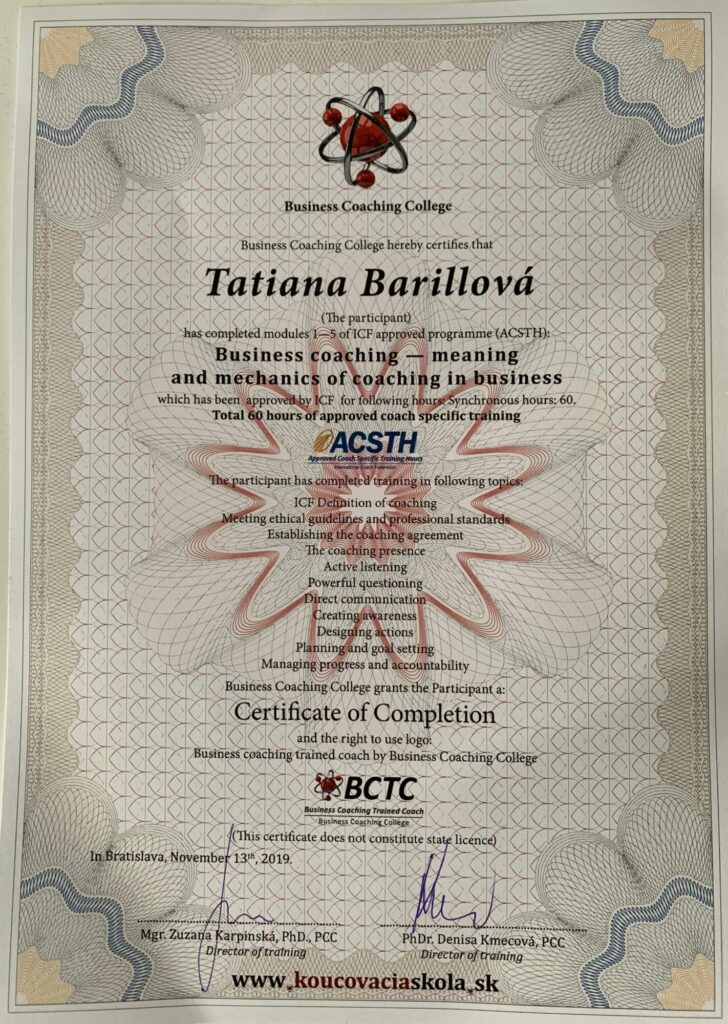 Business Coaching College
Business Coaching College hereby certifies that
Tatiana Barillová
(The participant)
has completed modules 1—5 of ICF approved programme (ACSTH):
Business coaching — meaning
and mechanics of coaching in business
which has been approved by ICF for following hours: Synchronous hours: 60.
Total 60 hours of approved coach specific training
ACSTH
Approved Coach Specific Training Hours
International Coach Federation
The participant has completed training in following topics:
ICF Definition of coaching
Meeting ethical guidelines and professional standards
Establishing the coaching agreement
The coaching presence
Active listening
Powerful questioning
Direct communication
Creating awareness
Designing actions
Planning and goal setting
Managing progress and accountability
Business Coaching College grants the Participant a:
Certificate of Completion
and the right to use logo:
Business coaching trained coach by Business Coaching College
BCTC
Business Coaching Trained Coach
Business Coaching College
(This certificate does not constitute state licence)
In Bratislava, November 13th, 2019.
Mgr. Zuzana Karpinská, PhD., PCC
Director of training
PhDr. Denisa Kmecová, PCC
Director of training
www.koucovaciaskola.sk